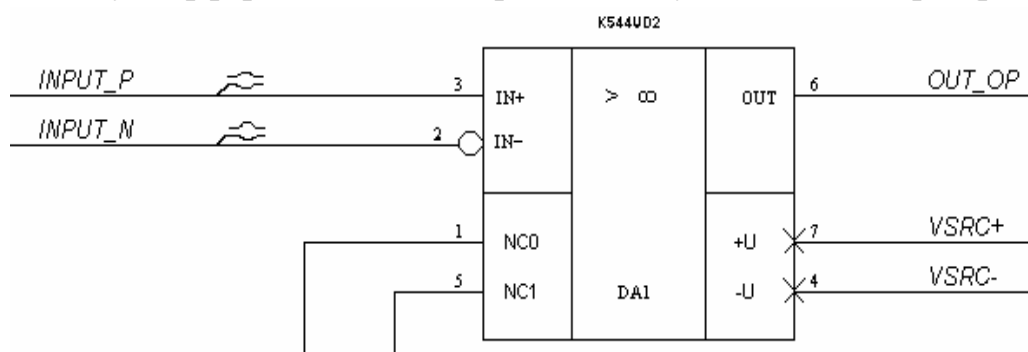 K544UD2
INPUT_P 3 IN+ > ∞ OUT 6 OUT_OP
INPUT_N 2 IN-
1 NC0 +U 7 VSRC+
5 NC1 DA1 -U 4 VSRC-